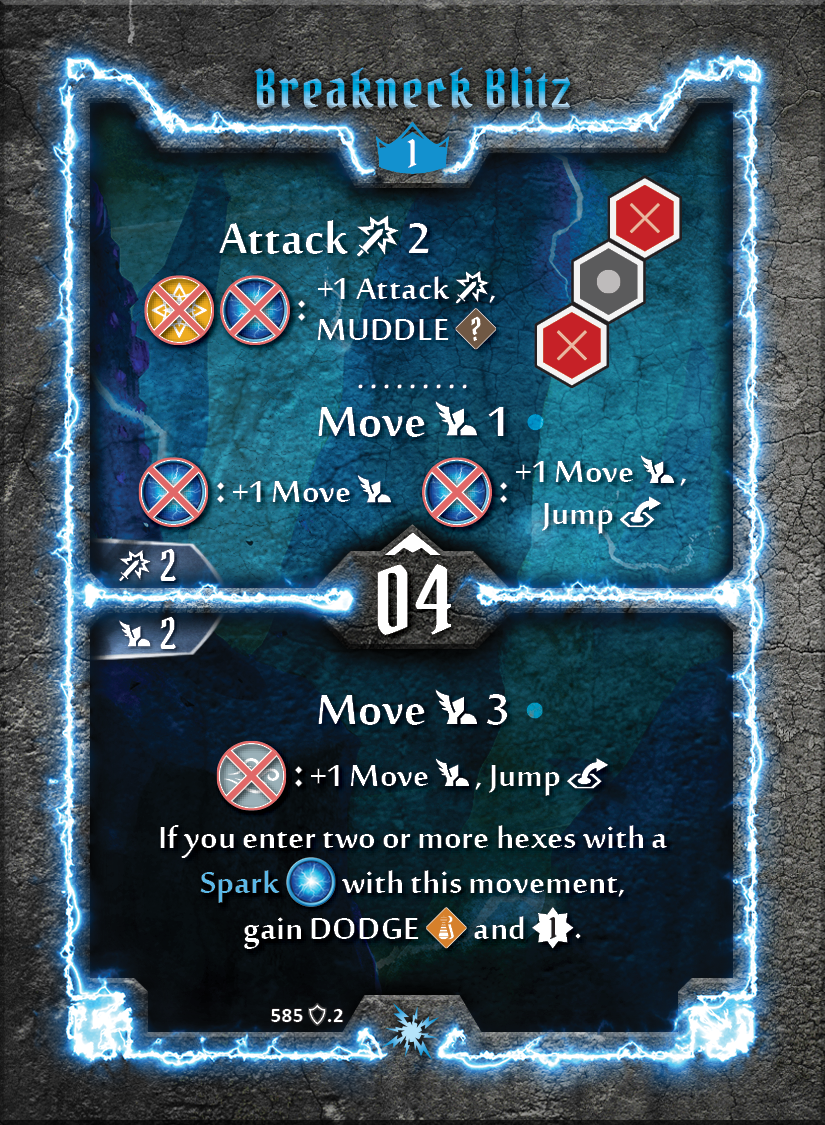 Breakneck Blitz
1
Attack 2
: +1 Attack ,
MUDDLE ?
.........
Move 1
: +1 Move
: +1 Move ,
Jump
2
04
2
Move 3
: +1 Move , Jump
If you enter two or more hexes with a
Spark with this movement,
gain DODGE and 1.
585 .2